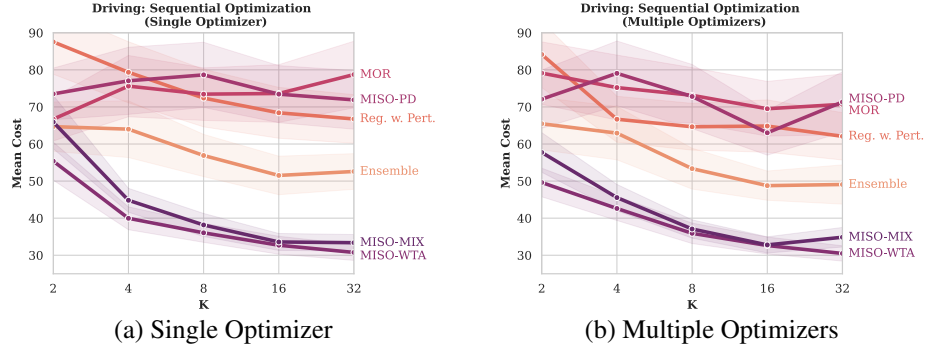 Driving: Sequential Optimization
(Single Optimizer)
Mean Cost
90
80
70
60
50
40
30
2
4
8
16
32
K
MOR
MISO-PD
Reg. w. Pert.
Ensemble
MISO-MIX
MISO-WTA
(a) Single Optimizer
Driving: Sequential Optimization
(Multiple Optimizers)
Mean Cost
90
80
70
60
50
40
30
2
4
8
16
32
K
MISO-PD
MOR
Reg. w. Pert.
Ensemble
MISO-MIX
MISO-WTA
(b) Multiple Optimizers